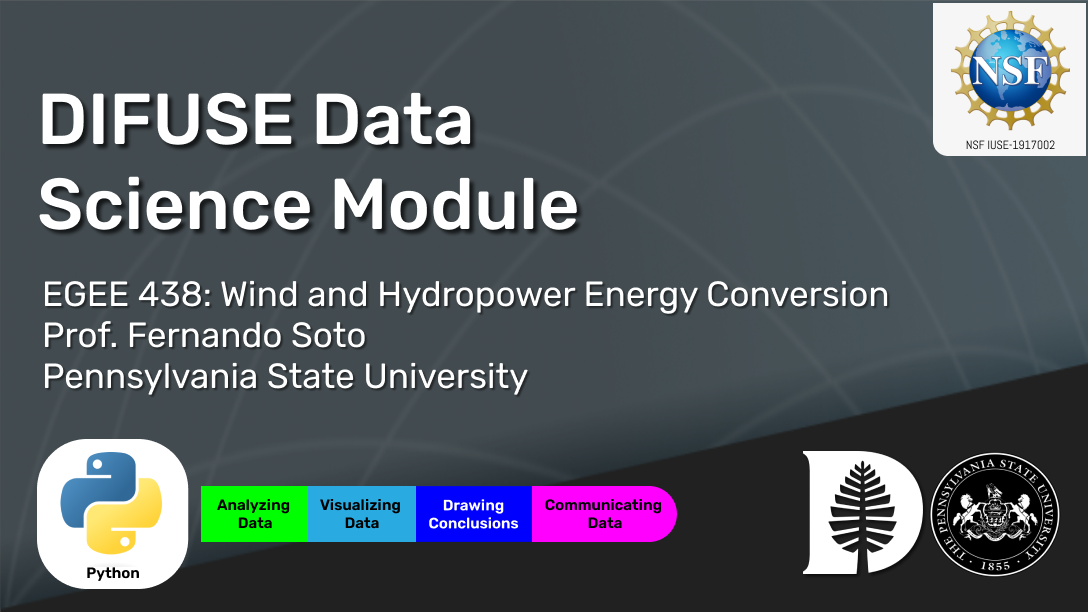 NSF
NSF IUSE-1917002
DIFUSE Data
Science Module
EGEE 438: Wind and Hydropower Energy Conversion
Prof. Fernando Soto
Pennsylvania State University
Python
Analyzing
Data
Visualizing
Data
Drawing
Conclusions
Communicating
Data
D
THE PENNSYLVANIA STATE UNIVERSITY
1855